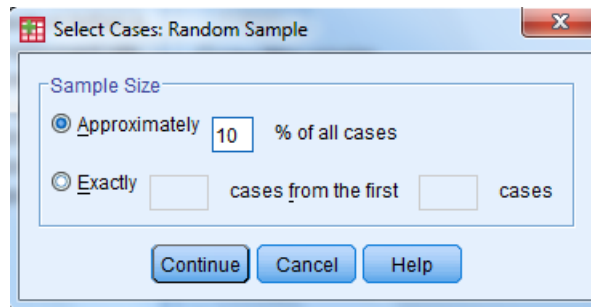 Select Cases: Random Sample
Sample Size
Approximately 10 % of all cases
Exactly cases from the first cases
Continue Cancel Help